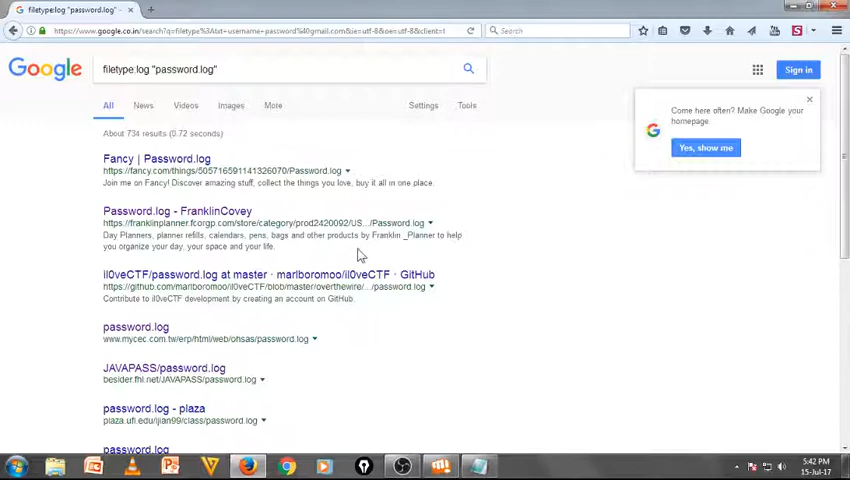 filetype:log "password.log" -
https://www.google.co.in/search?q=filetype%3Atxt+username+password%40gmail.com&ie=utf-8&oe=utf-8&client=
Search
Google
filetype:log "password.log"
Sign in
All
News
Videos
Images
More
Settings
Tools
Come here often? Make Google your
homepage.
Yes, show me
About 734 results (0.72 seconds)
Fancy | Password.log
https://fancy.com/things/505716591141326070/Password.log
Join me on Fancy! Discover amazing stuff, collect the things you love, buy it all in one place.
Password.log - FranklinCovey
https://franklinplanner.fcorgp.com/store/category/prod2420092/US.../Password.log
Day Planners, planner refills, calendars, pens, bags and other products by Franklin _Planner to help
you organize your day, your space and your life.
il0veCTF/password.log at master · marlboromoo/il0veCTF · GitHub
https://github.com/marlboromoo/il0veCTF/blob/master/overthewire/.../password.log
Contribute to il0veCTF development by creating an account on GitHub.
password.log
www.mycec.com.tw/erp/html/web/ohsas/password.log
JAVAPASS/password.log
besider.fhl.net/JAVAPASS/password.log
password.log - plaza
plaza.ufl.edu/ijian99/class/password.log
password.log
5:42 PM
15-Jul-17